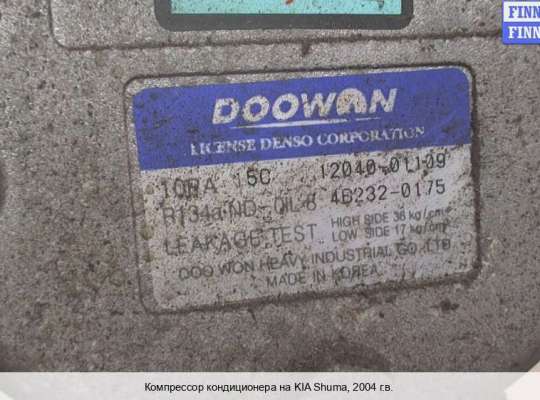 FINN
FINN
DOOWON
LICENSE DENSO CORPORATION
15C 12040-01109
R134a ND-OIL 8 4B232-0175
LEAKAGE TEST HIGH SIDE 36 kg/cm²
LOW SIDE 17 kg/cm²
DOO WON HEAVY INDUSTRIAL CO.,LTD
MADE IN KOREA
Компрессор кондиционера на KIA Shuma, 2004 г.в.